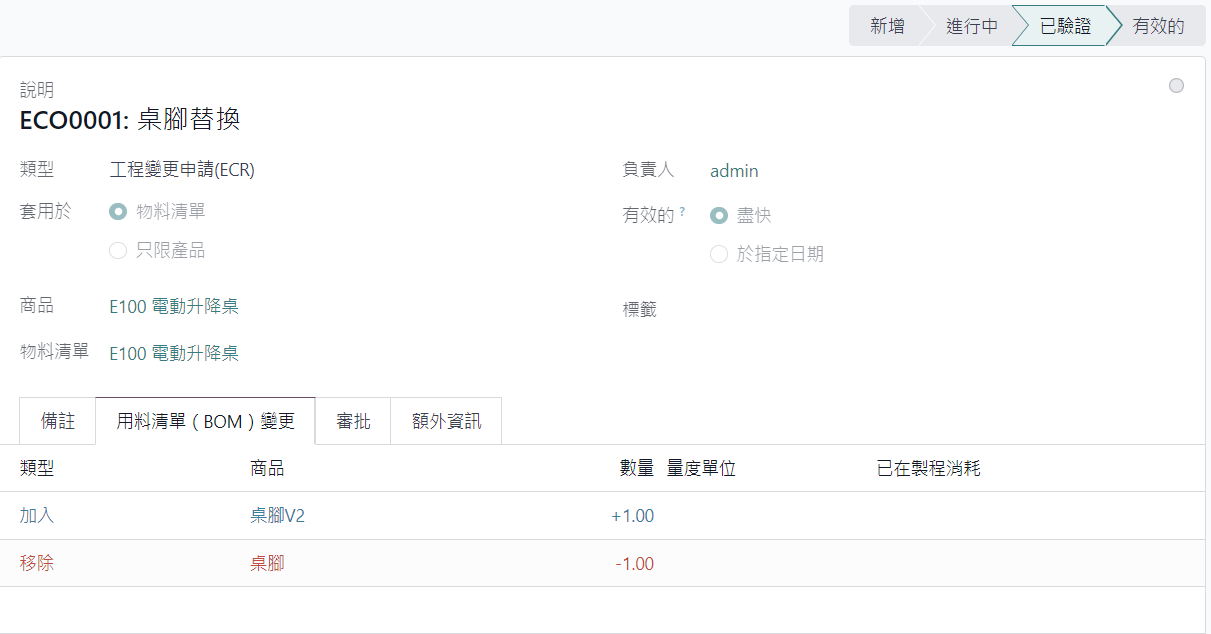 新增 進行中 已驗證 有效的
說明
ECO0001: 桌腳替換
類型 工程變更申請(ECR) 負責人 admin
套用於 物料清單 有效的 ? 盡快
只限產品 於指定日期
商品 E100 電動升降桌 標籤
物料清單 E100 電動升降桌
備註 用料清單（BOM）變更 審批 額外資訊
類型 商品 數量 量度單位 已在製程消耗
加入 桌腳V2 +1.00
移除 桌腳 -1.00